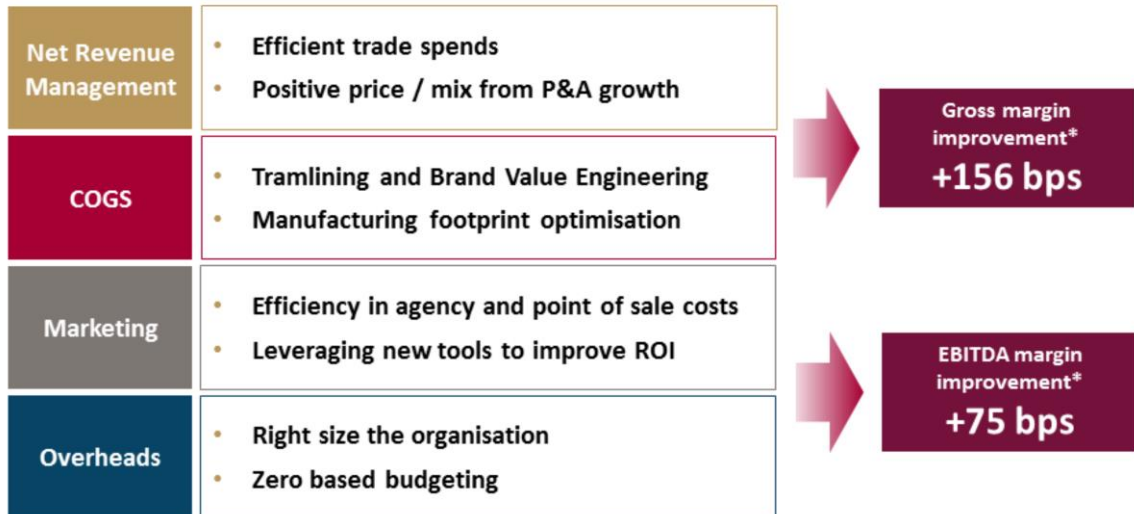 Net Revenue
Management
• Efficient trade spends
• Positive price / mix from P&A growth
COGS
• Tramlining and Brand Value Engineering
• Manufacturing footprint optimisation
Gross margin
improvement*
+156 bps
Marketing
• Efficiency in agency and point of sale costs
• Leveraging new tools to improve ROI
Overheads
• Right size the organisation
• Zero based budgeting
EBITDA margin
improvement*
+75 bps